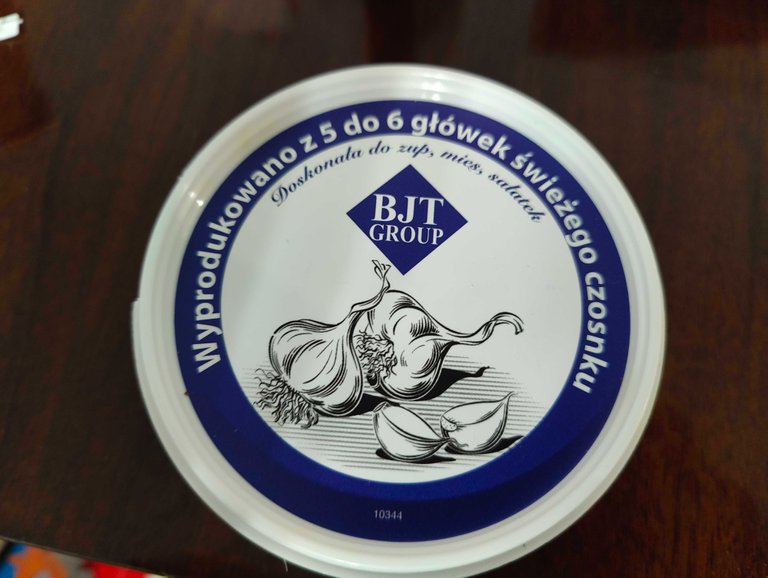 Wyprodukowano z 5 do 6 główek świeżego czosnku
Doskonała do zup, mięs, sałatek
BJT
GROUP
10344